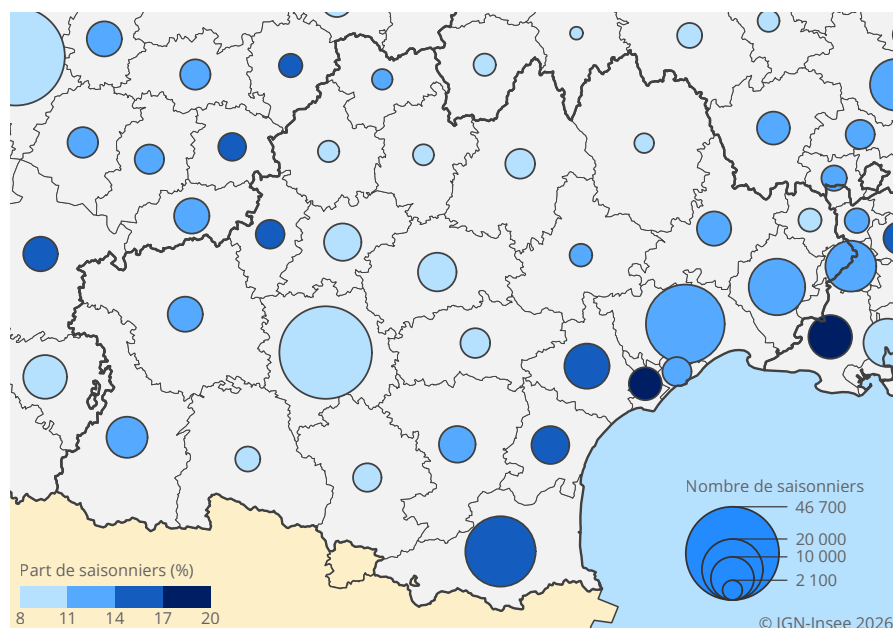 Nombre de saisonniers
46 700
20 000
10 000
2 100
Part de saisonniers (%)
8 11 14 17 20
© IGN-Insee 2026